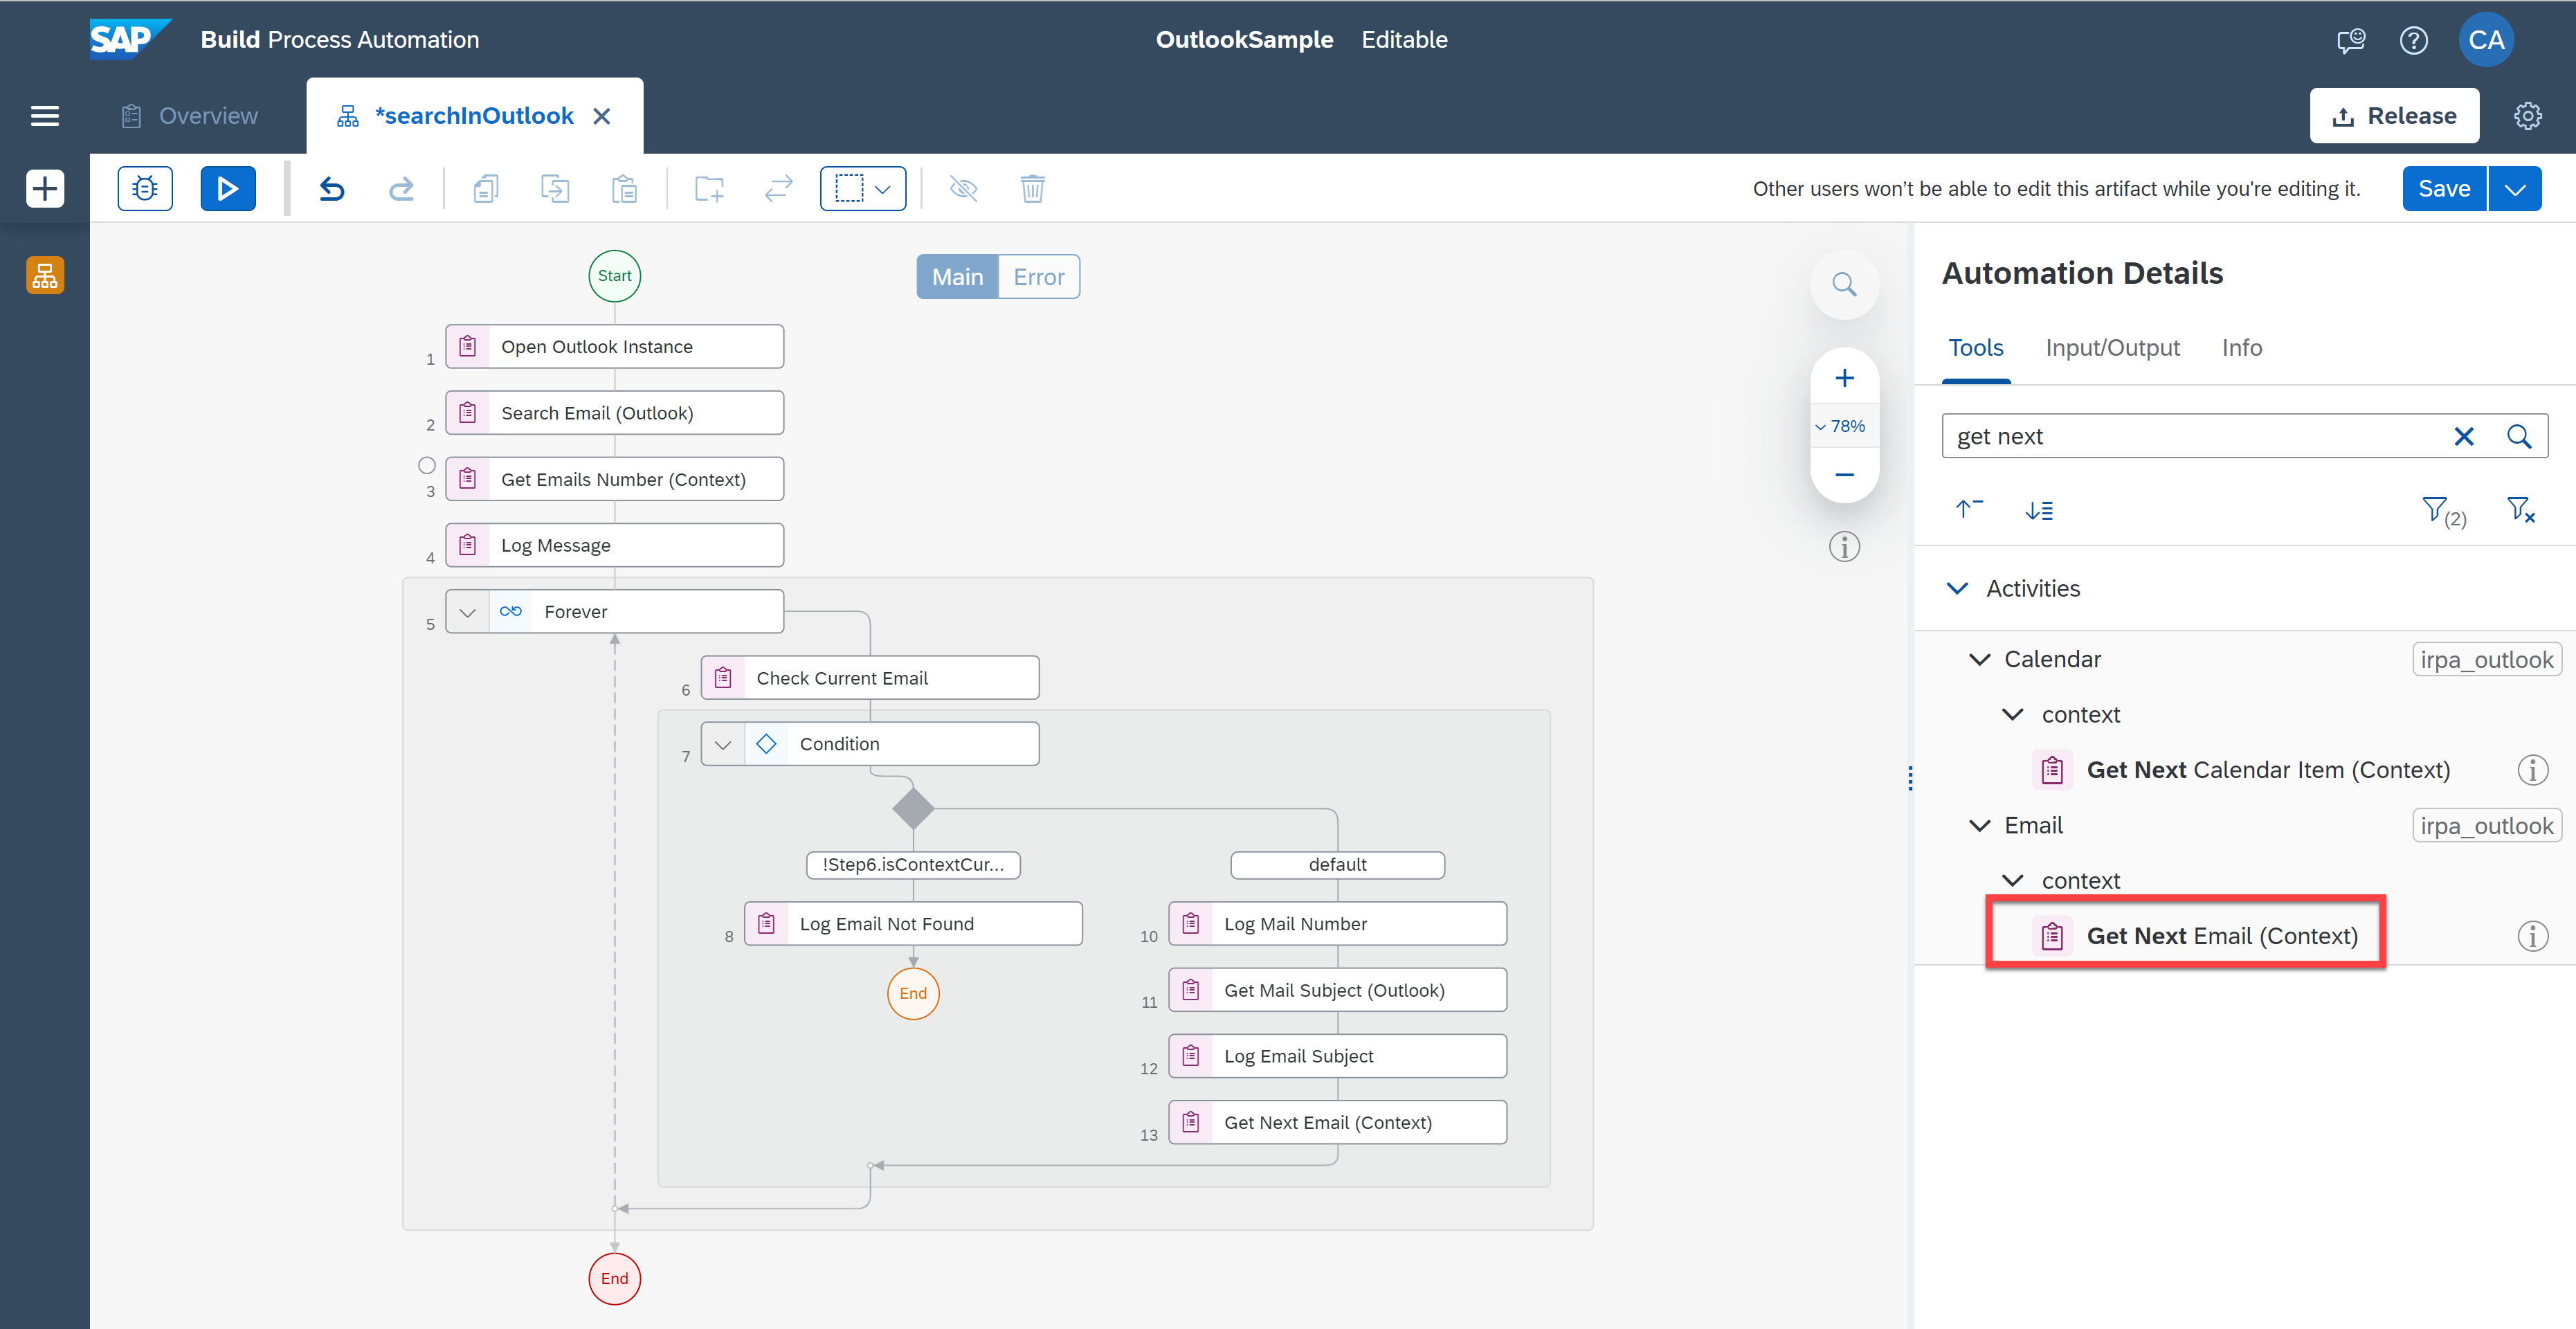 SAP Build Process Automation
OutlookSample Editable
CA
Overview
*searchInOutlook
Release
Other users won't be able to edit this artifact while you're editing it.
Save
Start
Main
Error
1 Open Outlook Instance
2 Search Email (Outlook)
3 Get Emails Number (Context)
4 Log Message
5 Forever
6 Check Current Email
7 Condition
!Step6.isContextCur...
default
8 Log Email Not Found
End
10 Log Mail Number
11 Get Mail Subject (Outlook)
12 Log Email Subject
13 Get Next Email (Context)
End
78%
Automation Details
Tools Input/Output Info
get next
(2)
Activities
Calendar irpa_outlook
context
Get Next Calendar Item (Context)
Email irpa_outlook
context
Get Next Email (Context)